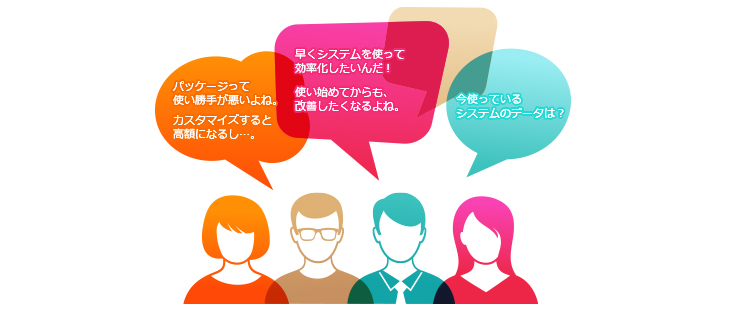 パッケージって
使い勝手が悪いよね。
カスタマイズすると
高額になるし…。
早くシステムを使って
効率化したいんだ！
使い始めてからも、
改善したくなるよね。
今使っている
システムのデータは？